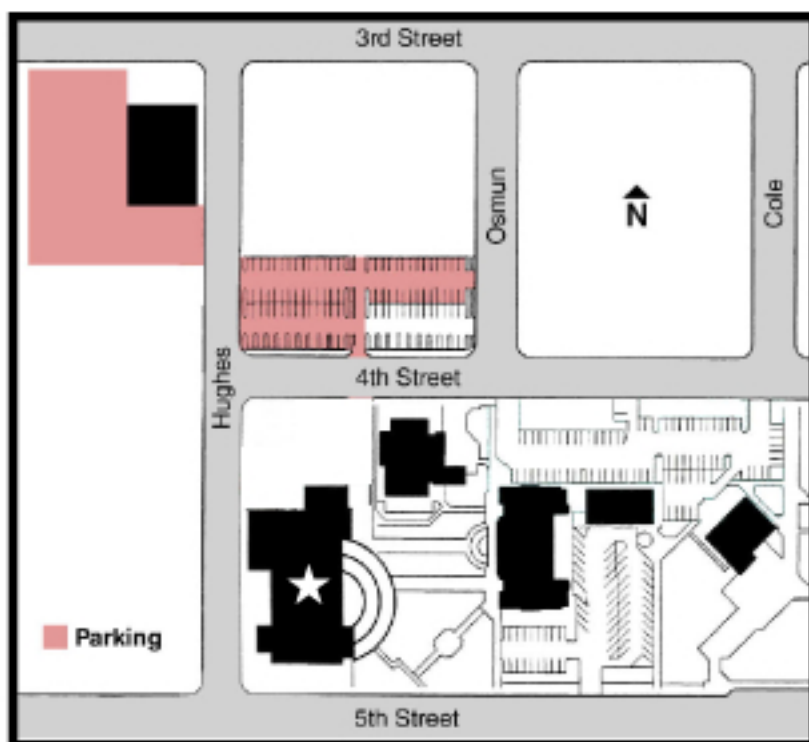 3rd Street
Osmun
Cole
N
Hughes
4th Street
Parking
5th Street